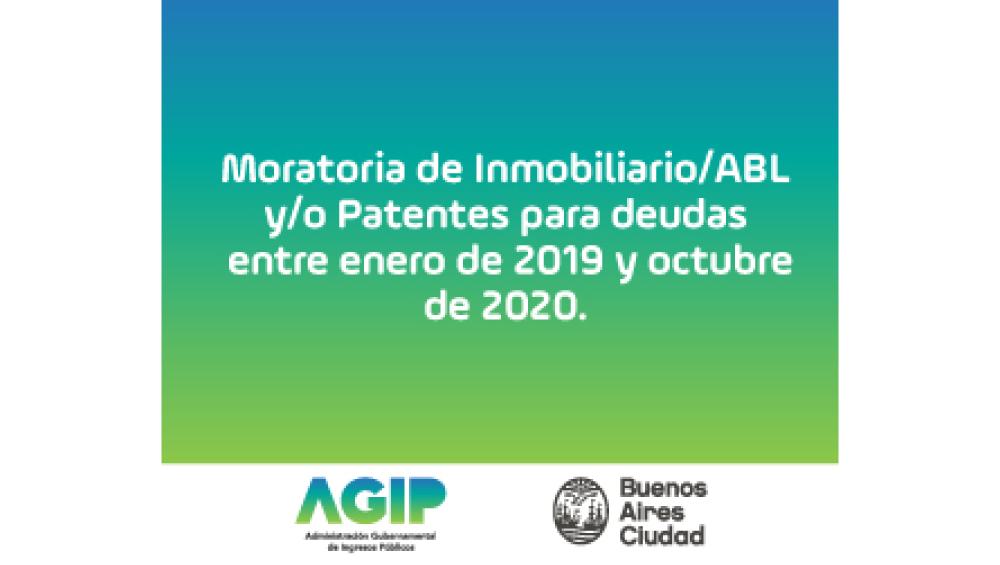 Moratoria de Inmobiliario/ABL
y/o Patentes para deudas
entre enero de 2019 y octubre
de 2020.
AGIP
Administración Gubernamental
de Ingresos Públicos
Buenos
Aires
Ciudad